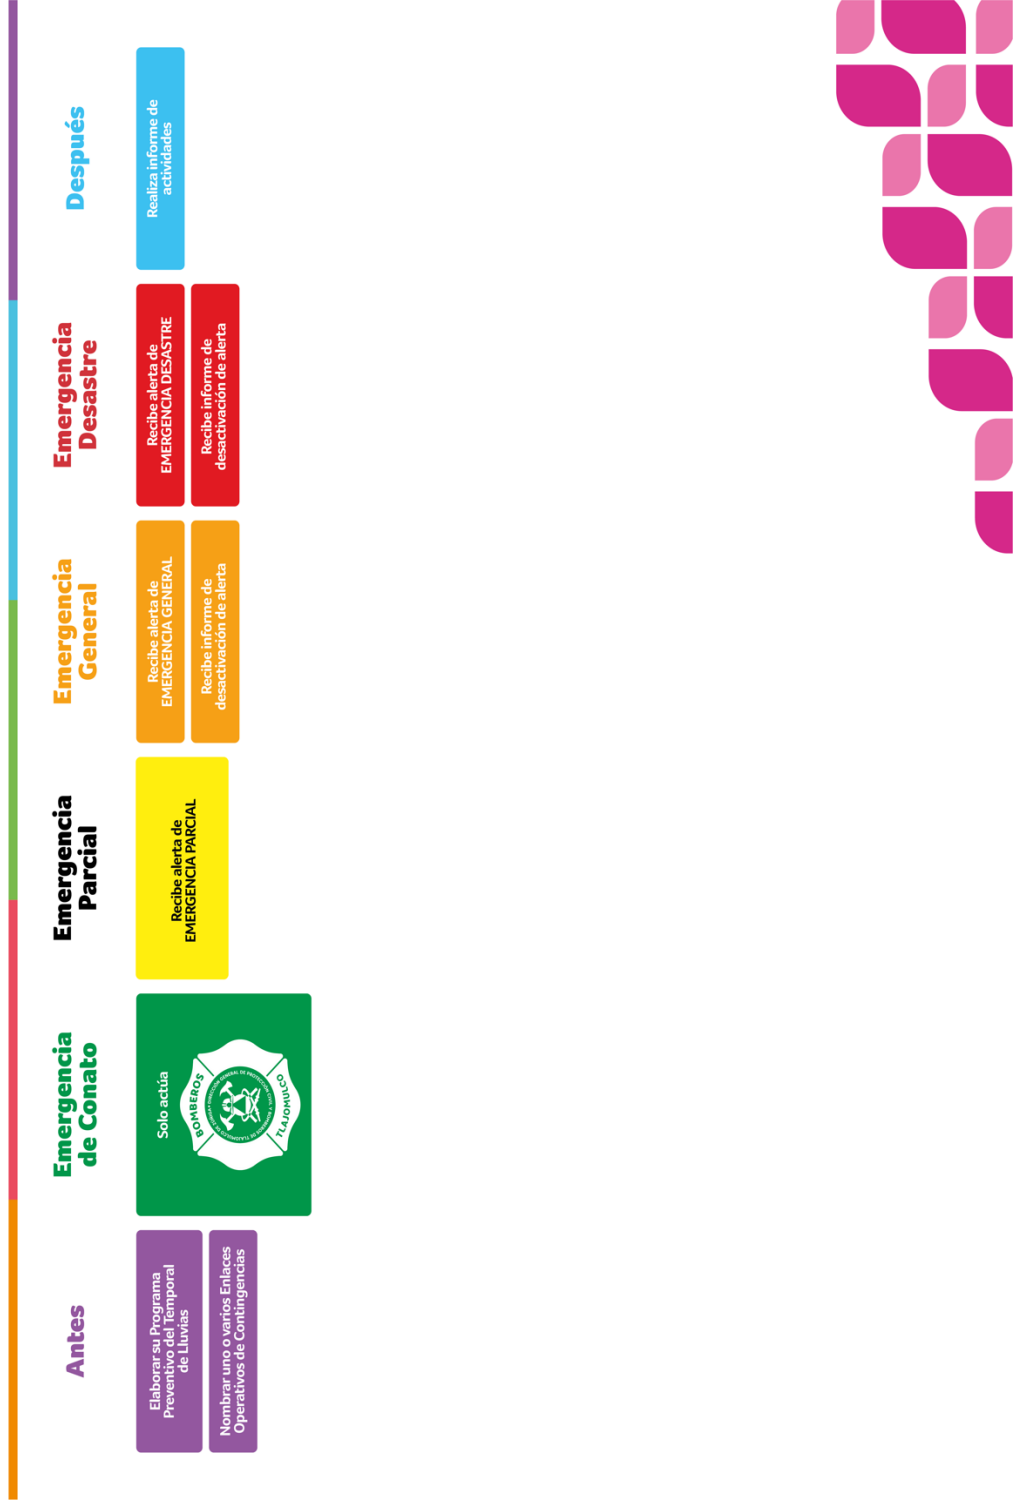 Antes
Elaborar su Programa
Preventivo del Temporal
de Lluvias
Nombrar uno o varios Enlaces
Operativos de Contingencias
Emergencia
de Conato
Solo actúa
BOMBEROS
TLAJOMULCO
Emergencia
Parcial
Recibe alerta de
EMERGENCIA PARCIAL
Emergencia
General
Recibe alerta de
EMERGENCIA GENERAL
Recibe informe de
desactivación de alerta
Emergencia
Desastre
Recibe alerta de
EMERGENCIA DESASTRE
Recibe informe de
desactivación de alerta
Después
Realiza informe de
actividades